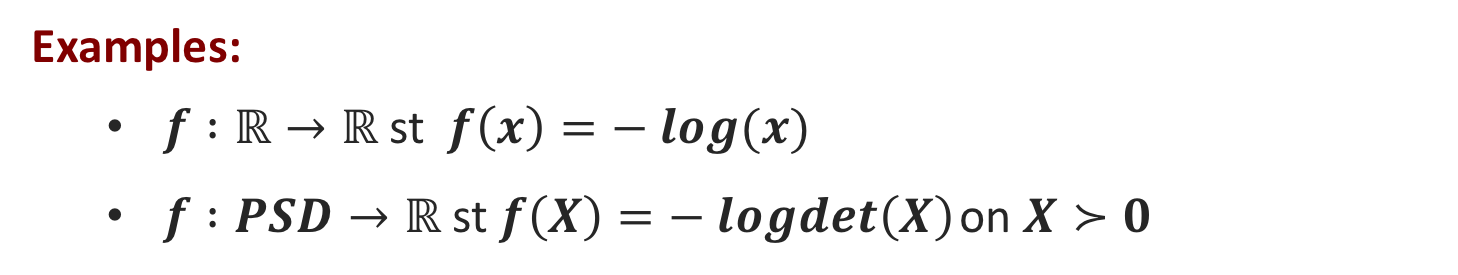 Examples:
• f : ℝ → ℝ st f(x) = − log(x)
• f : PSD → ℝ st f(X) = − logdet(X) on X ≻ 0